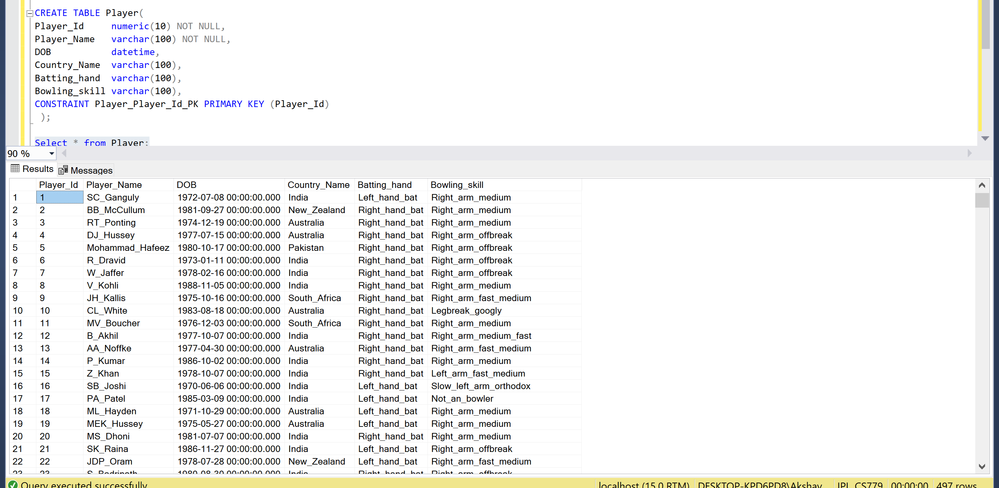 CREATE TABLE Player(
Player_Id numeric(10) NOT NULL,
Player_Name varchar(100) NOT NULL,
DOB datetime,
Country_Name varchar(100),
Batting_hand varchar(100),
Bowling_skill varchar(100),
CONSTRAINT Player_Player_Id_PK PRIMARY KEY (Player_Id)
);
Select * from Player;
90 %
Results Messages
Player_Id Player_Name DOB Country_Name Batting_hand Bowling_skill
1 1 SC_Ganguly 1972-07-08 00:00:00.000 India Left_hand_bat Right_arm_medium
2 2 BB_McCullum 1981-09-27 00:00:00.000 New_Zealand Right_hand_bat Right_arm_medium
3 3 RT_Ponting 1974-12-19 00:00:00.000 Australia Right_hand_bat Right_arm_medium
4 4 DJ_Hussey 1977-07-15 00:00:00.000 Australia Right_hand_bat Right_arm_offbreak
5 5 Mohammad_Hafeez 1980-10-17 00:00:00.000 Pakistan Right_hand_bat Right_arm_offbreak
6 6 R_Dravid 1973-01-11 00:00:00.000 India Right_hand_bat Right_arm_offbreak
7 7 W_Jaffer 1978-02-16 00:00:00.000 India Right_hand_bat Right_arm_offbreak
8 8 V_Kohli 1988-11-05 00:00:00.000 India Right_hand_bat Right_arm_medium
9 9 JH_Kallis 1975-10-16 00:00:00.000 South_Africa Right_hand_bat Right_arm_fast_medium
10 10 CL_White 1983-08-18 00:00:00.000 Australia Right_hand_bat Legbreak_googly
11 11 MV_Boucher 1976-12-03 00:00:00.000 South_Africa Right_hand_bat Right_arm_medium
12 12 B_Akhil 1977-10-07 00:00:00.000 India Right_hand_bat Right_arm_medium_fast
13 13 AA_Noffke 1977-04-30 00:00:00.000 Australia Right_hand_bat Right_arm_fast_medium
14 14 P_Kumar 1986-10-02 00:00:00.000 India Right_hand_bat Right_arm_medium
15 15 Z_Khan 1978-10-07 00:00:00.000 India Right_hand_bat Left_arm_fast_medium
16 16 SB_Joshi 1970-06-06 00:00:00.000 India Left_hand_bat Slow_left_arm_orthodox
17 17 PA_Patel 1985-03-09 00:00:00.000 India Left_hand_bat Not_an_bowler
18 18 ML_Hayden 1971-10-29 00:00:00.000 Australia Left_hand_bat Right_arm_medium
19 19 MEK_Hussey 1975-05-27 00:00:00.000 Australia Left_hand_bat Right_arm_medium
20 20 MS_Dhoni 1981-07-07 00:00:00.000 India Right_hand_bat Right_arm_medium
21 21 SK_Raina 1986-11-27 00:00:00.000 India Left_hand_bat Right_arm_offbreak
22 22 JDP_Oram 1978-07-28 00:00:00.000 New_Zealand Left_hand_bat Right_arm_fast_medium
23 23 S_Badrinath 1980-08-30 00:00:00.000 India Right_hand_bat Right_arm_offbreak
Query executed successfully. localhost (15.0 RTM) DESKTOP-KPD6PD8\Akshay IPL_CS779 00:00:00 497 rows